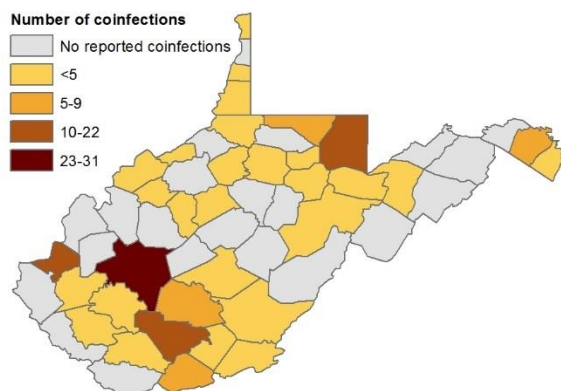 Number of coinfections
No reported coinfections
<5
5-9
10-22
23-31